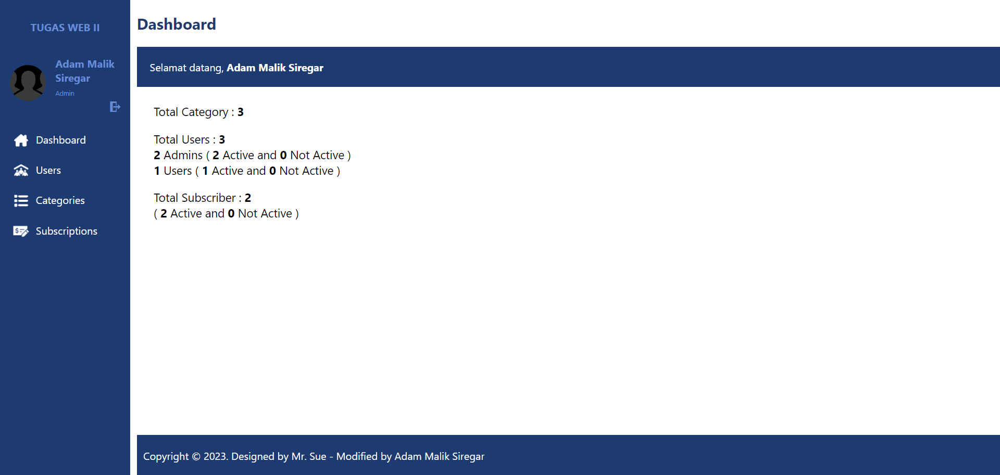 TUGAS WEB II
Adam Malik
Siregar
Admin
Dashboard
Users
Categories
Subscriptions
Dashboard
Selamat datang, Adam Malik Siregar
Total Category : 3
Total Users : 3
2 Admins ( 2 Active and 0 Not Active )
1 Users ( 1 Active and 0 Not Active )
Total Subscriber : 2
( 2 Active and 0 Not Active )
Copyright © 2023. Designed by Mr. Sue - Modified by Adam Malik Siregar